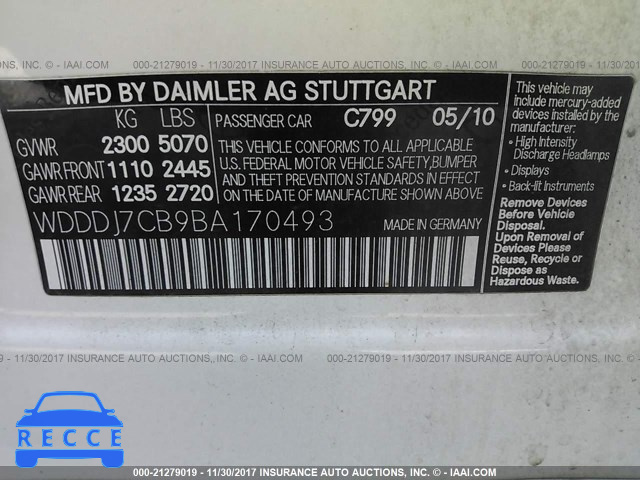 000-21279019 - 11/30/2017 INSURANCE AUTO AUCTIONS, INC. - © - IAAI.COM
MFD BY DAIMLER AG STUTTGART
KG LBS
GVWR 2300 5070
GAWR FRONT 1110 2445
GAWR REAR 1235 2720
PASSENGER CAR C799 05/10
THIS VEHICLE CONFORMS TO ALL APPLICABLE
U.S. FEDERAL MOTOR VEHICLE SAFETY, BUMPER
AND THEFT PREVENTION STANDARDS IN EFFECT
ON THE DATE OF MANUFACTURE SHOWN ABOVE
WDDDJ7CB9BA170493
MADE IN GERMANY
This vehicle may
include mercury-added
devices installed by the
manufacturer:
• High Intensity
Discharge Headlamps
• Displays
• Back-lit Instruments
Remove Devices
Before Vehicle
Disposal.
Upon Removal of
Devices Please
Reuse, Recycle or
Dispose as
Hazardous Waste.
11/30/2017 INSURANCE AUTO AUCTIONS,, INC. - © - IAAI.COM
000-21279019 - 11/30/2017 INSURANCE A
RECCE
000-21279019 - 11/30/2017 INSURANCE AUTO AUCTIONS, INC. - © - IAAI.COM